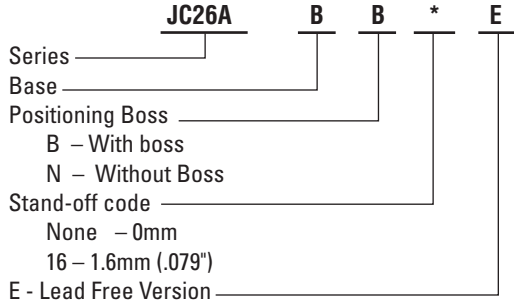 JC26A B B * E
Series
Base
Positioning Boss
B – With boss
N – Without Boss
Stand-off code
None – 0mm
16 – 1.6mm (.079")
E - Lead Free Version